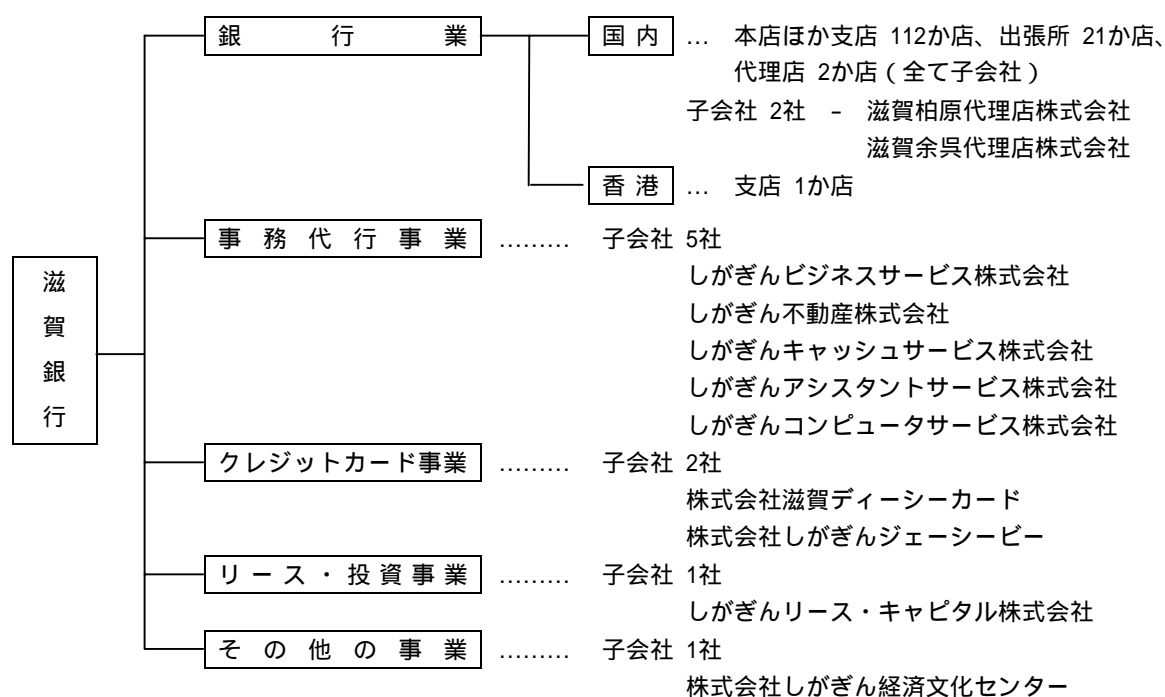 銀行業 国内 … 本店ほか支店 112か店、出張所 21か店、
代理店 2か店(全て子会社)
子会社 2社 - 滋賀柏原代理店株式会社
滋賀余呉代理店株式会社
香港 … 支店 1か店
事務代行事業 ……… 子会社 5社
しがぎんビジネスサービス株式会社
滋賀銀行
しがぎん不動産株式会社
しがぎんキャッシュサービス株式会社
しがぎんアシスタントサービス株式会社
しがぎんコンピュータサービス株式会社
クレジットカード事業 ……… 子会社 2社
株式会社滋賀ディーシーカード
株式会社しがぎんジェーシービー
リース・投資事業 ……… 子会社 1社
しがぎんリース・キャピタル株式会社
その他の事業 ……… 子会社 1社
株式会社しがぎん経済文化センター